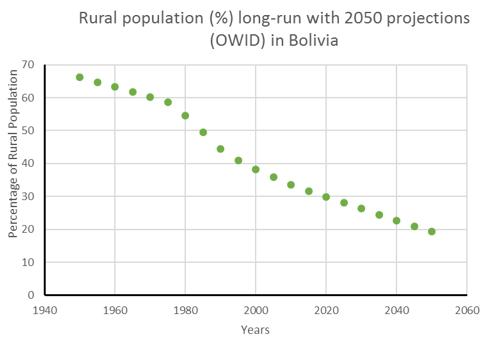 Rural population (%) long-run with 2050 projections
(OWID) in Bolivia
Percentage of Rural Population
70
60
50
40
30
20
10
0
1940 1960 1980 2000 2020 2040 2060
Years